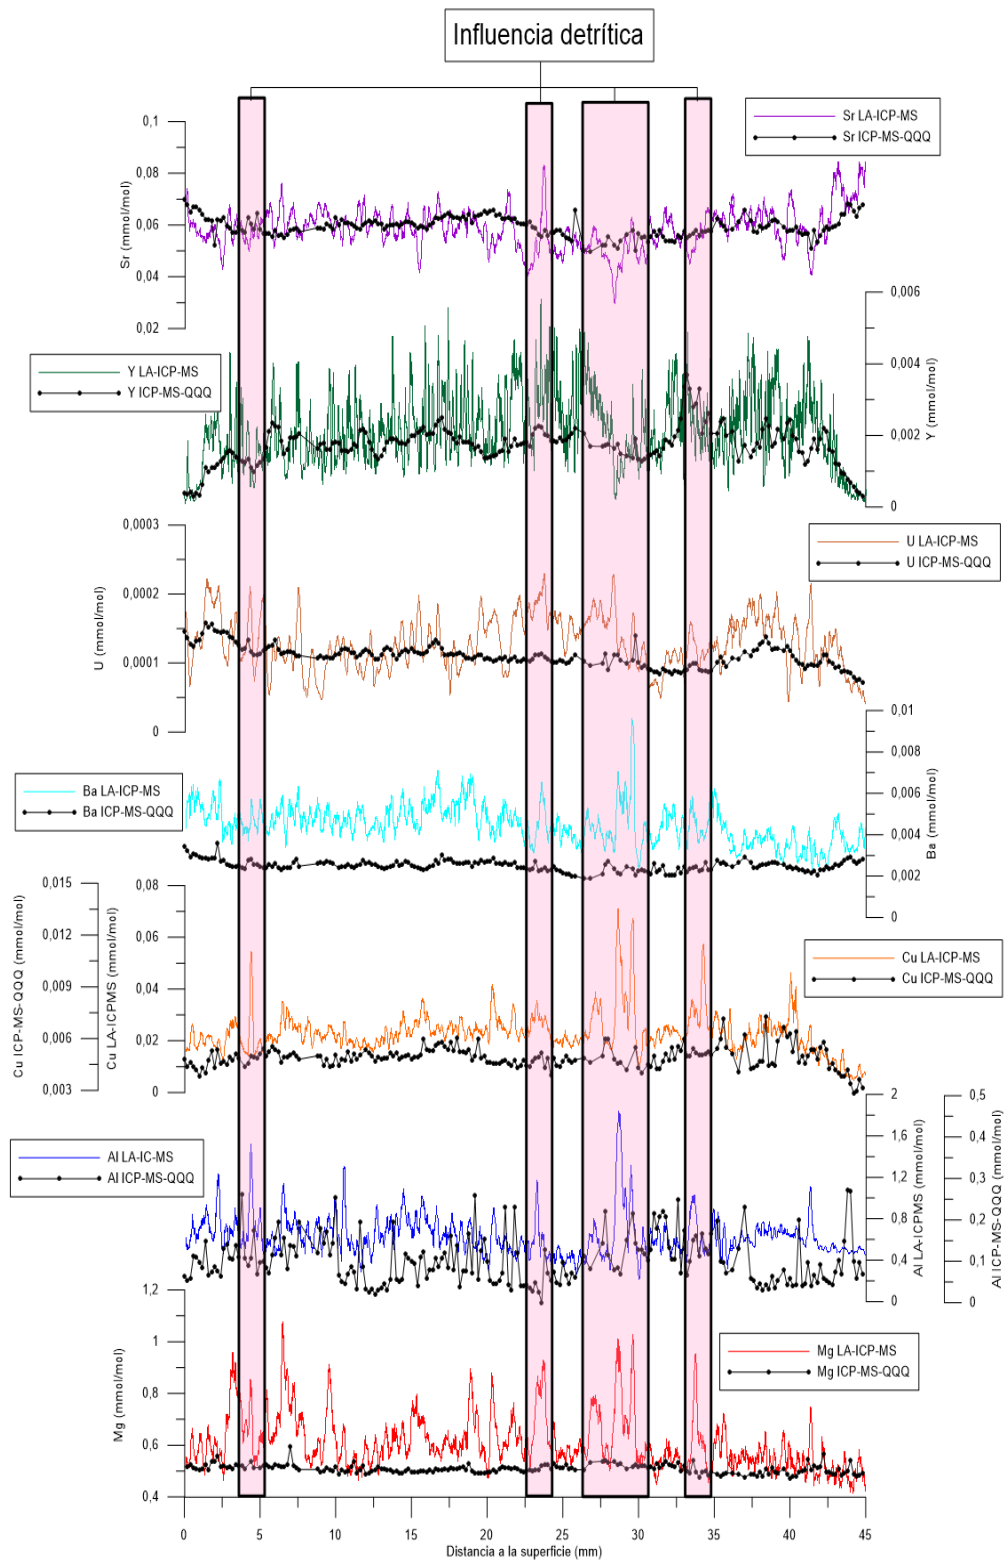 Influencia detrítica
Sr LA-ICP-MS
Sr ICP-MS-QQQ
0,1
0,08
0,06
0,04
0,02
Sr (mmol/mol)
0,006
0,004
0,002
0
Y (mmol/mol)
Y LA-ICP-MS
Y ICP-MS-QQQ
0,0003
0,0002
0,0001
0
U (mmol/mol)
U LA-ICP-MS
U ICP-MS-QQQ
0,01
0,008
0,006
0,004
0,002
0
Ba (mmol/mol)
Ba LA-ICP-MS
Ba ICP-MS-QQQ
0,015
0,012
0,009
0,006
0,003
Cu ICP-MS-QQQ (mmol/mol)
0,08
0,06
0,04
0,02
0
Cu LA-ICPMS (mmol/mol)
Cu LA-ICP-MS
Cu ICP-MS-QQQ
2
1,6
1,2
0,8
0,4
0
Al LA-ICPMS (mmol/mol)
0,5
0,4
0,3
0,2
0,1
0
Al ICP-MS-QQQ (mmol/mol)
Al LA-IC-MS
Al ICP-MS-QQQ
1,2
1
0,8
0,6
0,4
Mg (mmol/mol)
Mg LA-ICP-MS
Mg ICP-MS-QQQ
0 5 10 15 20 25 30 35 40 45
Distancia a la superficie (mm)